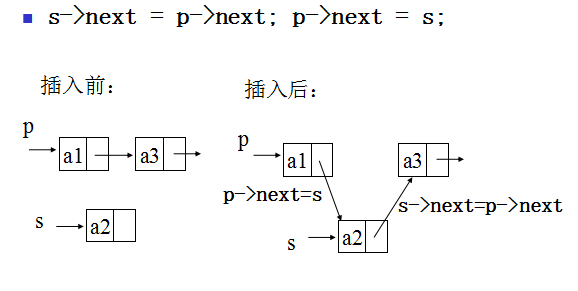 s->next = p->next; p->next = s;
插入前：
插入后：
p
a1
a3
s
a2
p
a1
a3
p->next=s
s->next=p->next
s
a2